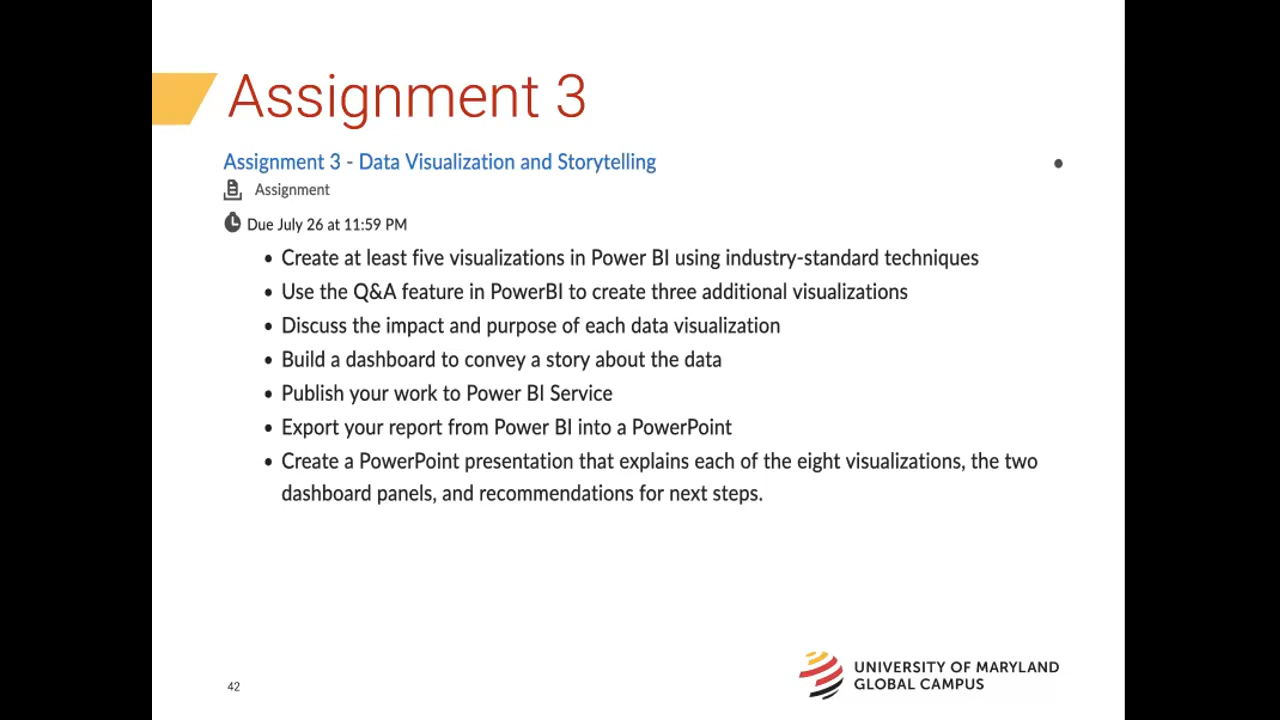 Assignment 3
Assignment 3 - Data Visualization and Storytelling
Assignment
Due July 26 at 11:59 PM
• Create at least five visualizations in Power BI using industry-standard techniques
• Use the Q&A feature in PowerBI to create three additional visualizations
• Discuss the impact and purpose of each data visualization
• Build a dashboard to convey a story about the data
• Publish your work to Power BI Service
• Export your report from Power BI into a PowerPoint
• Create a PowerPoint presentation that explains each of the eight visualizations, the two
dashboard panels, and recommendations for next steps.
42
UNIVERSITY OF MARYLAND
GLOBAL CAMPUS